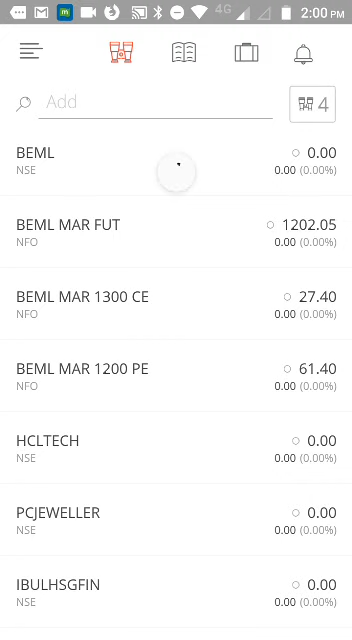 4G 2:00 PM
Add 4
BEML 0.00
NSE 0.00 (0.00%)
BEML MAR FUT 1202.05
NFO 0.00 (0.00%)
BEML MAR 1300 CE 27.40
NFO 0.00 (0.00%)
BEML MAR 1200 PE 61.40
NFO 0.00 (0.00%)
HCLTECH 0.00
NSE 0.00 (0.00%)
PCJEWELLER 0.00
NSE 0.00 (0.00%)
IBULHSGFIN 0.00
NSE 0.00 (0.00%)